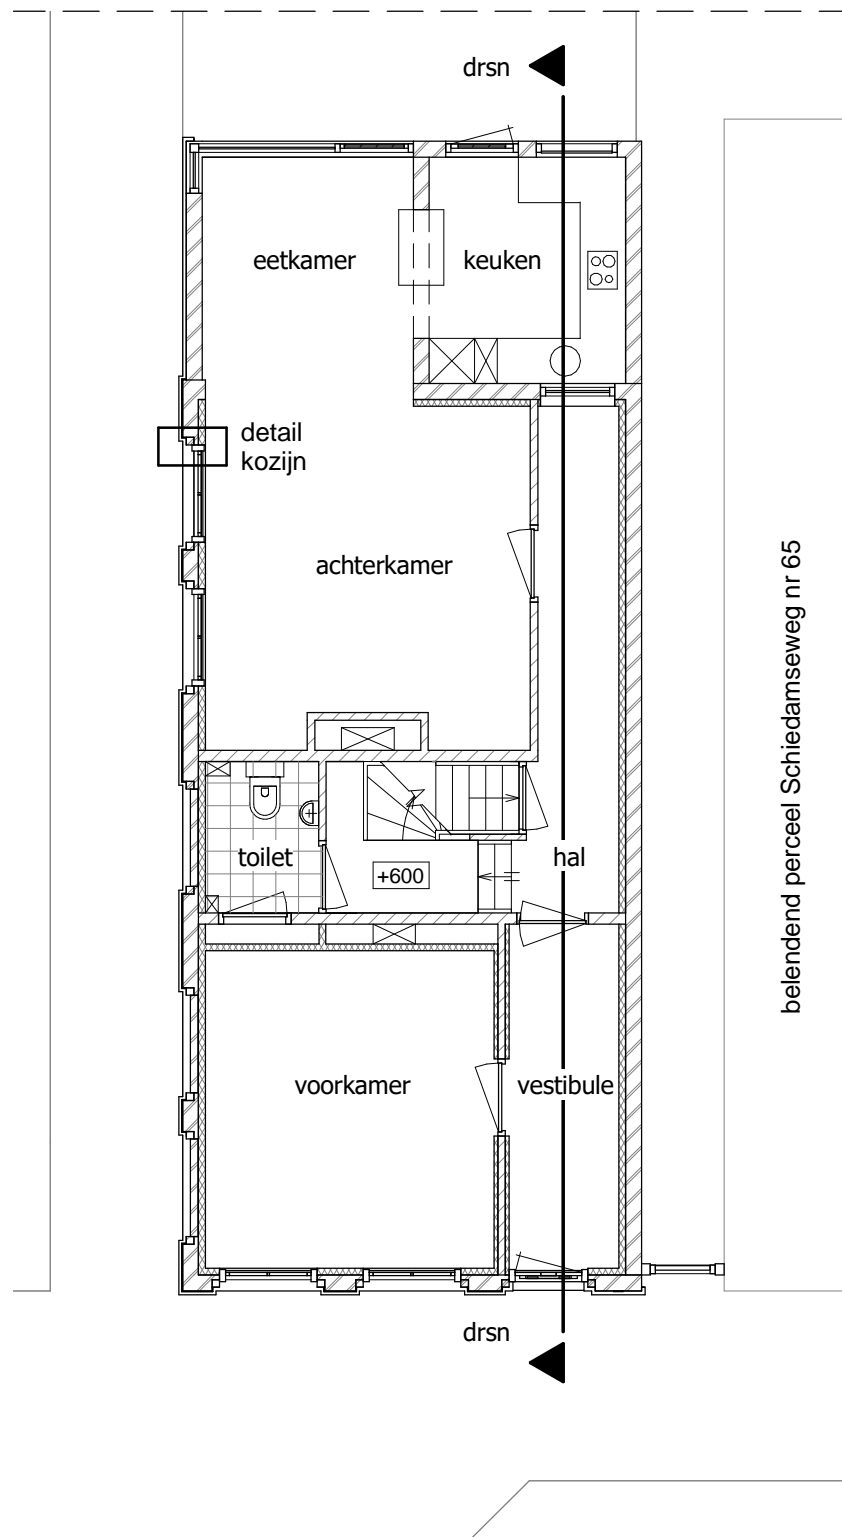 drsn
eetkamer
keuken
detail
kozijn
achterkamer
belendend perceel Schiedamseweg nr 65
toilet
+600
hal
voorkamer
vestibule
drsn